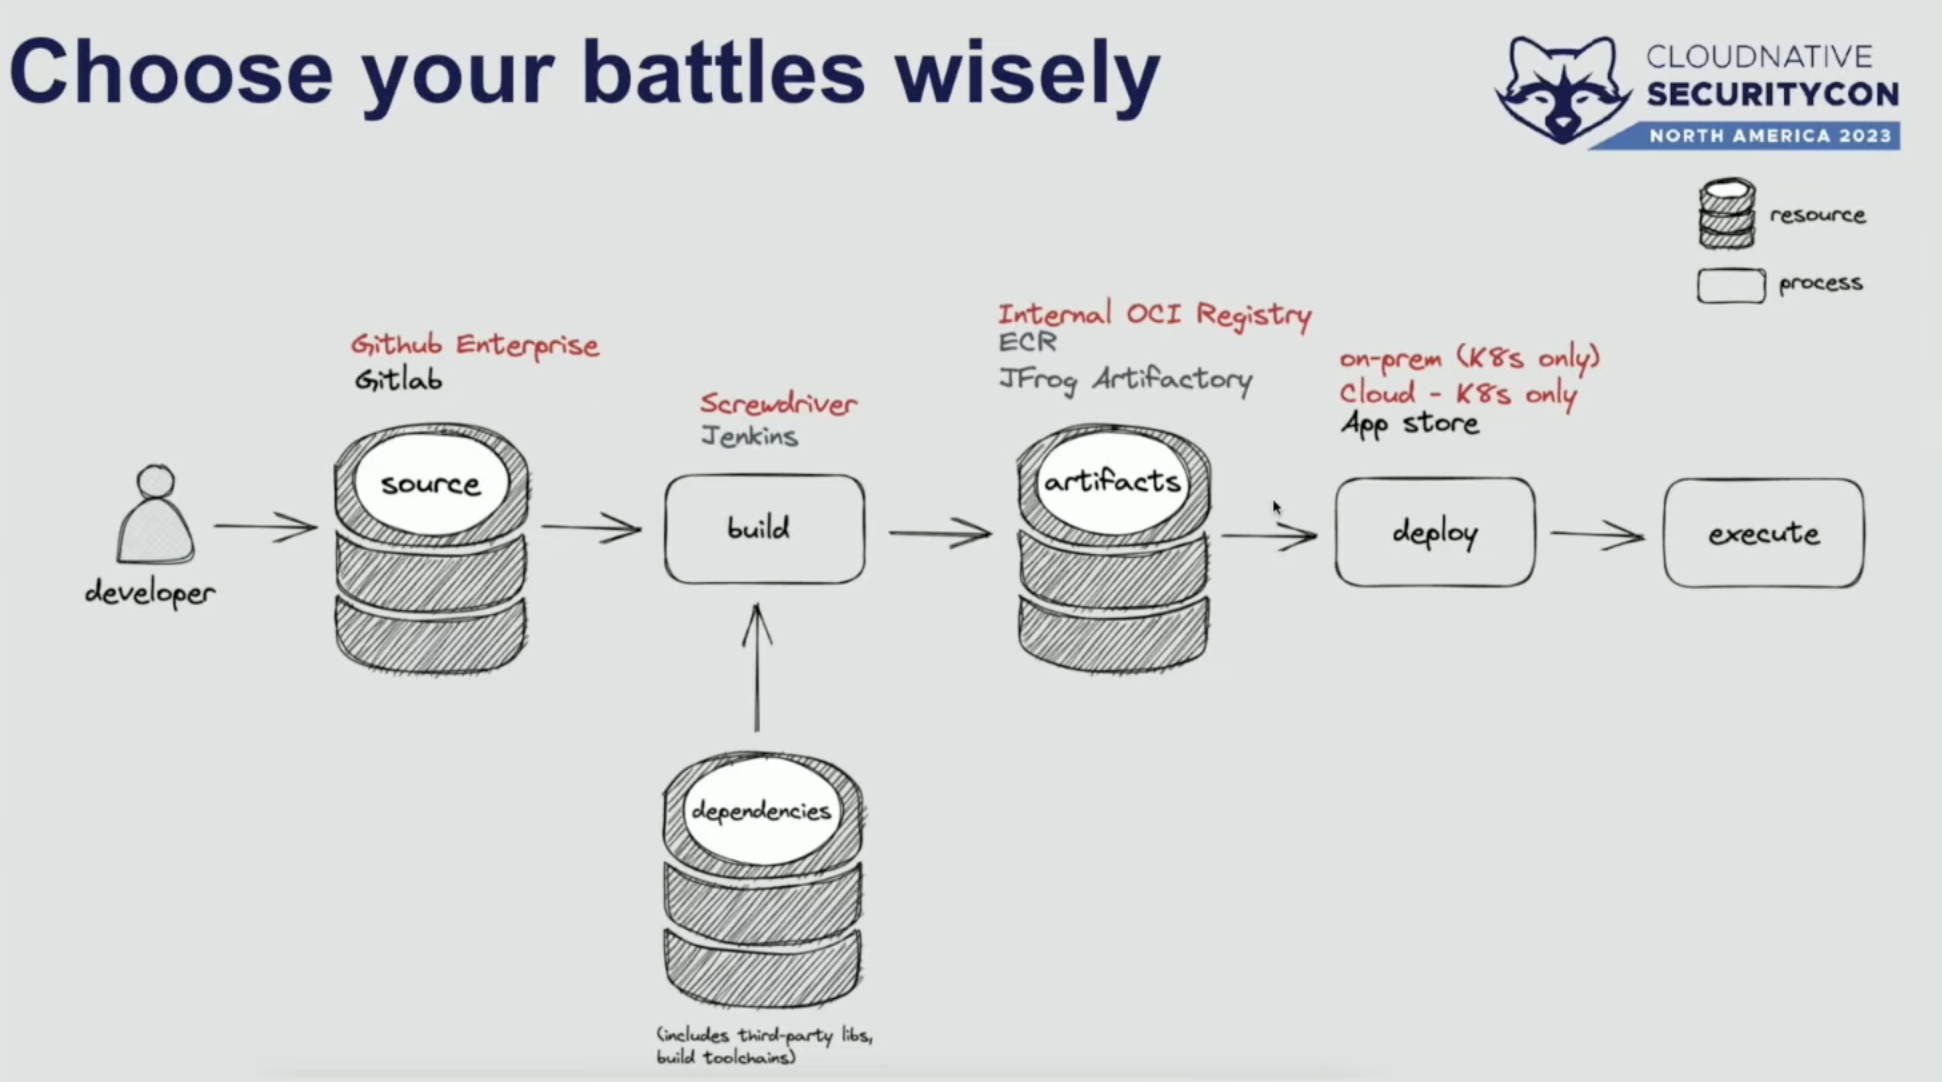 Choose your battles wisely
CLOUDNATIVE
SECURITYCON
NORTH AMERICA 2023
resource
process
Github Enterprise
Gitlab
source
Screwdriver
Jenkins
build
Internal OCI Registry
ECR
JFrog Artifactory
artifacts
on-prem (K8s only)
Cloud - K8s only
App store
deploy
execute
developer
dependencies
(includes third-party libs,
build toolchains)